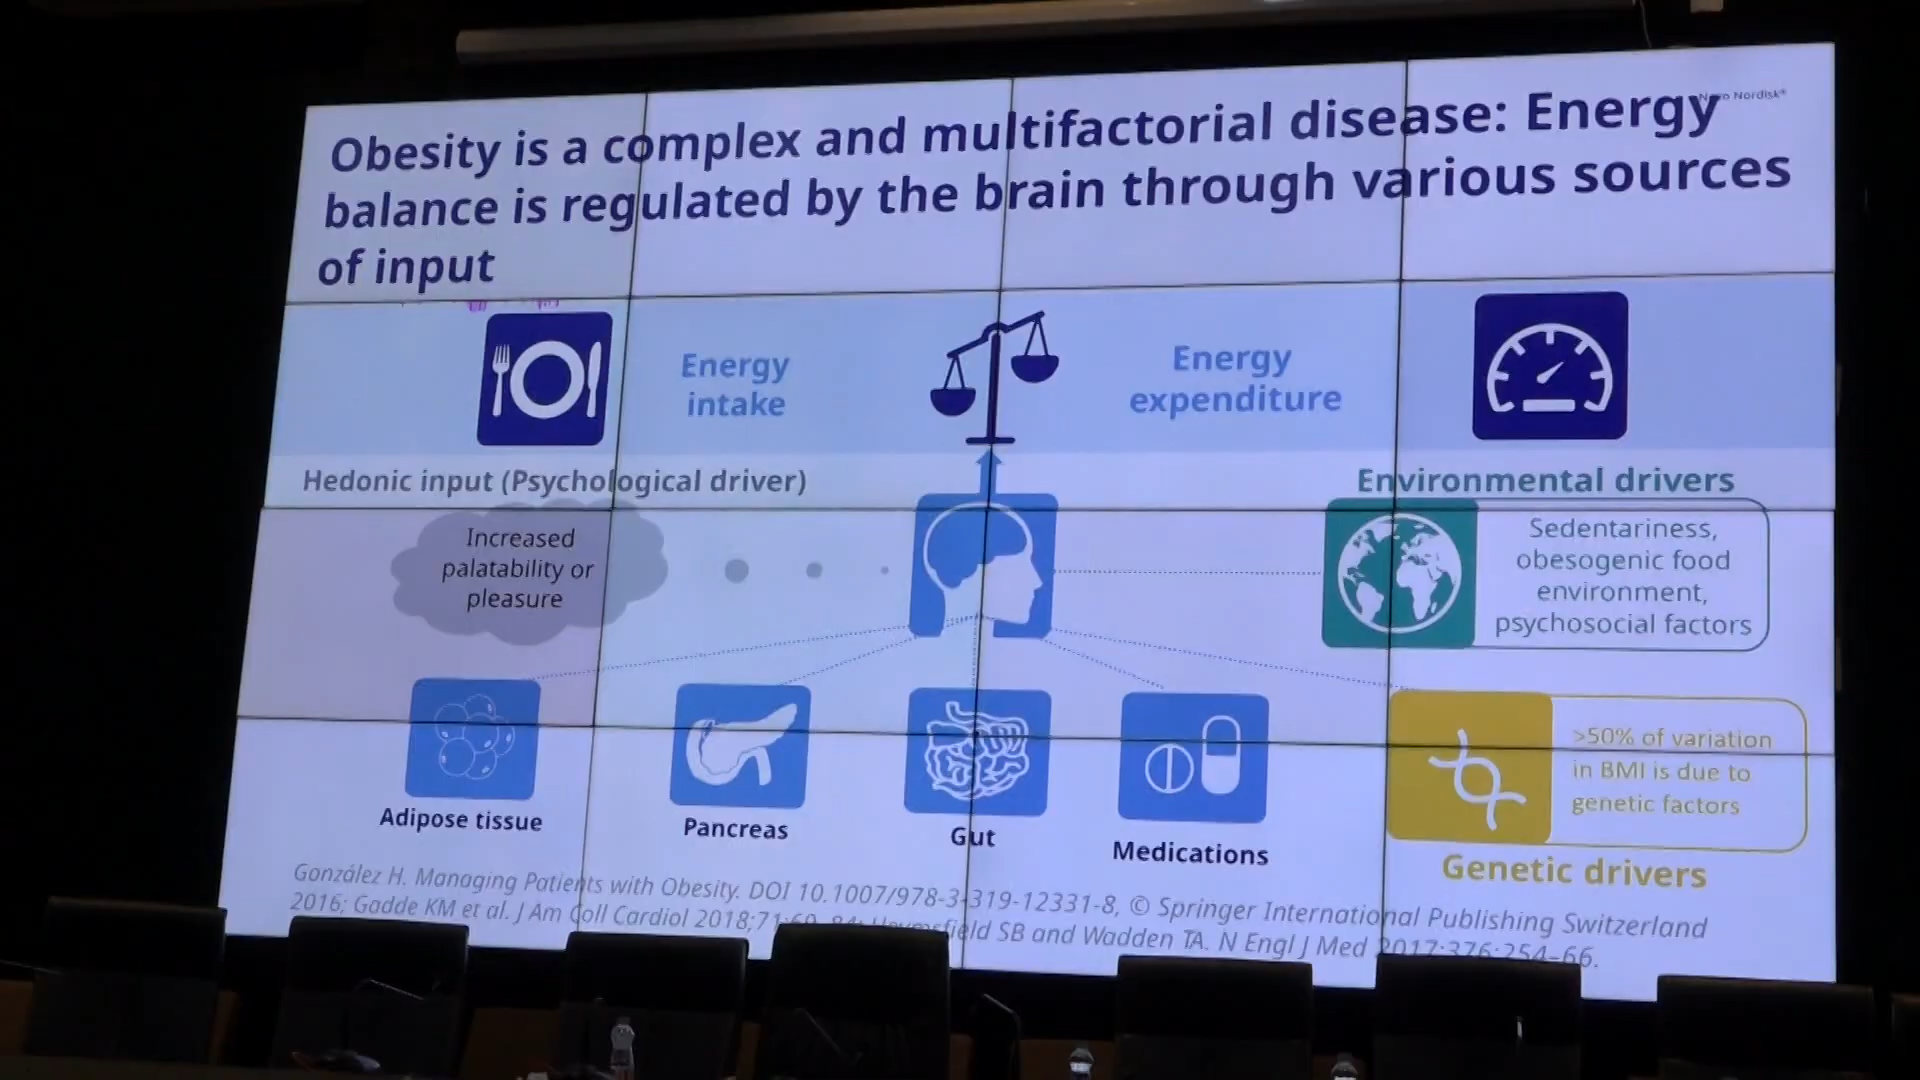 Novo Nordisk®
Obesity is a complex and multifactorial disease: Energy
balance is regulated by the brain through various sources
of input
Energy
intake
Energy
expenditure
Hedonic input (Psychological driver)
Environmental drivers
Increased
palatability or
pleasure
Sedentariness,
obesogenic food
environment,
psychosocial factors
>50% of variation
in BMI is due to
genetic factors
Adipose tissue
Pancreas
Gut
Medications
Genetic drivers
González H. Managing Patients with Obesity. DOI 10.1007/978-3-319-12331-8, © Springer International Publishing Switzerland
2016; Gadde KM et al. J Am Coll Cardiol 2018;71:69–84; Heymsfield SB and Wadden TA. N Engl J Med 2017;376:254–66.